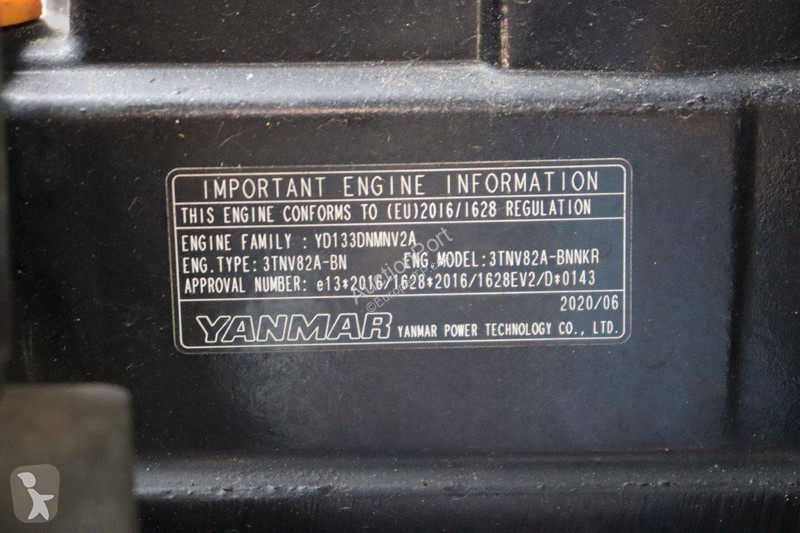 IMPORTANT ENGINE INFORMATION
THIS ENGINE CONFORMS TO (EU)2016/1628 REGULATION
ENGINE FAMILY : YD133DNMNV2A
ENG.TYPE: 3TNV82A-BN ENG.MODEL: 3TNV82A-BNNKR
APPROVAL NUMBER: e13*2016/1628*2016/1628EV2/D*0143
2020/06
YANMAR YANMAR POWER TECHNOLOGY CO., LTD.
AuctionPort